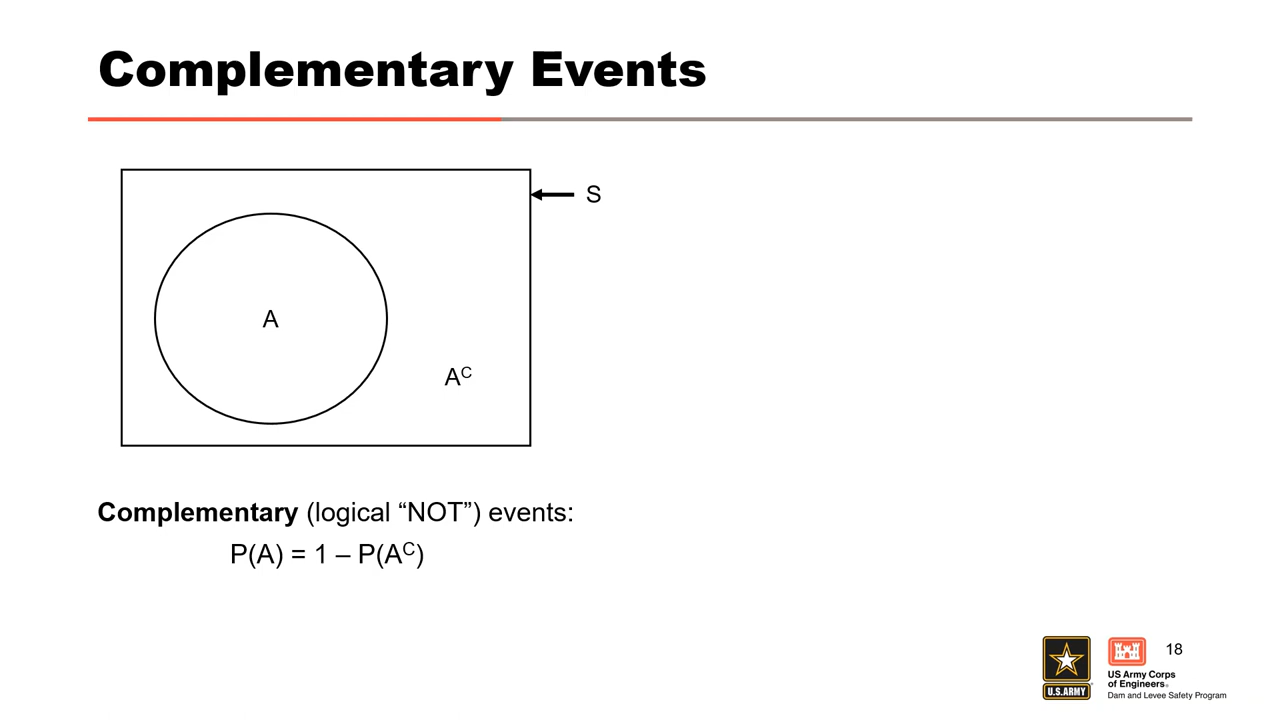 Complementary Events
S
A
Aᶜ
Complementary (logical “NOT”) events:
P(A) = 1 – P(Aᶜ)
18
U.S.ARMY
US Army Corps
of Engineers®
Dam and Levee Safety Program